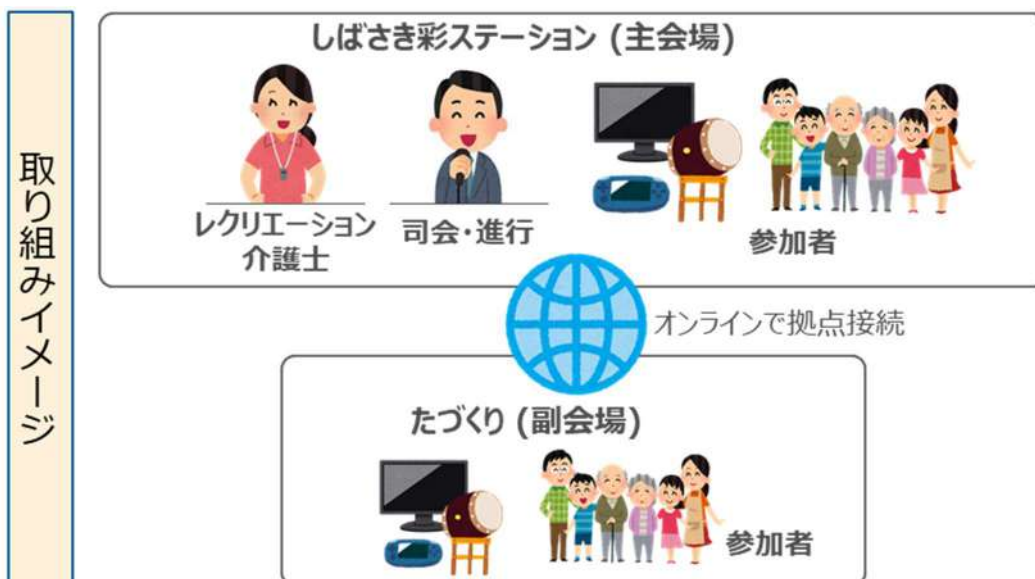 取り組みイメージ
しばさき彩ステーション (主会場)
レクリエーション
介護士
司会・進行
参加者
オンラインで拠点接続
たづくり (副会場)
参加者